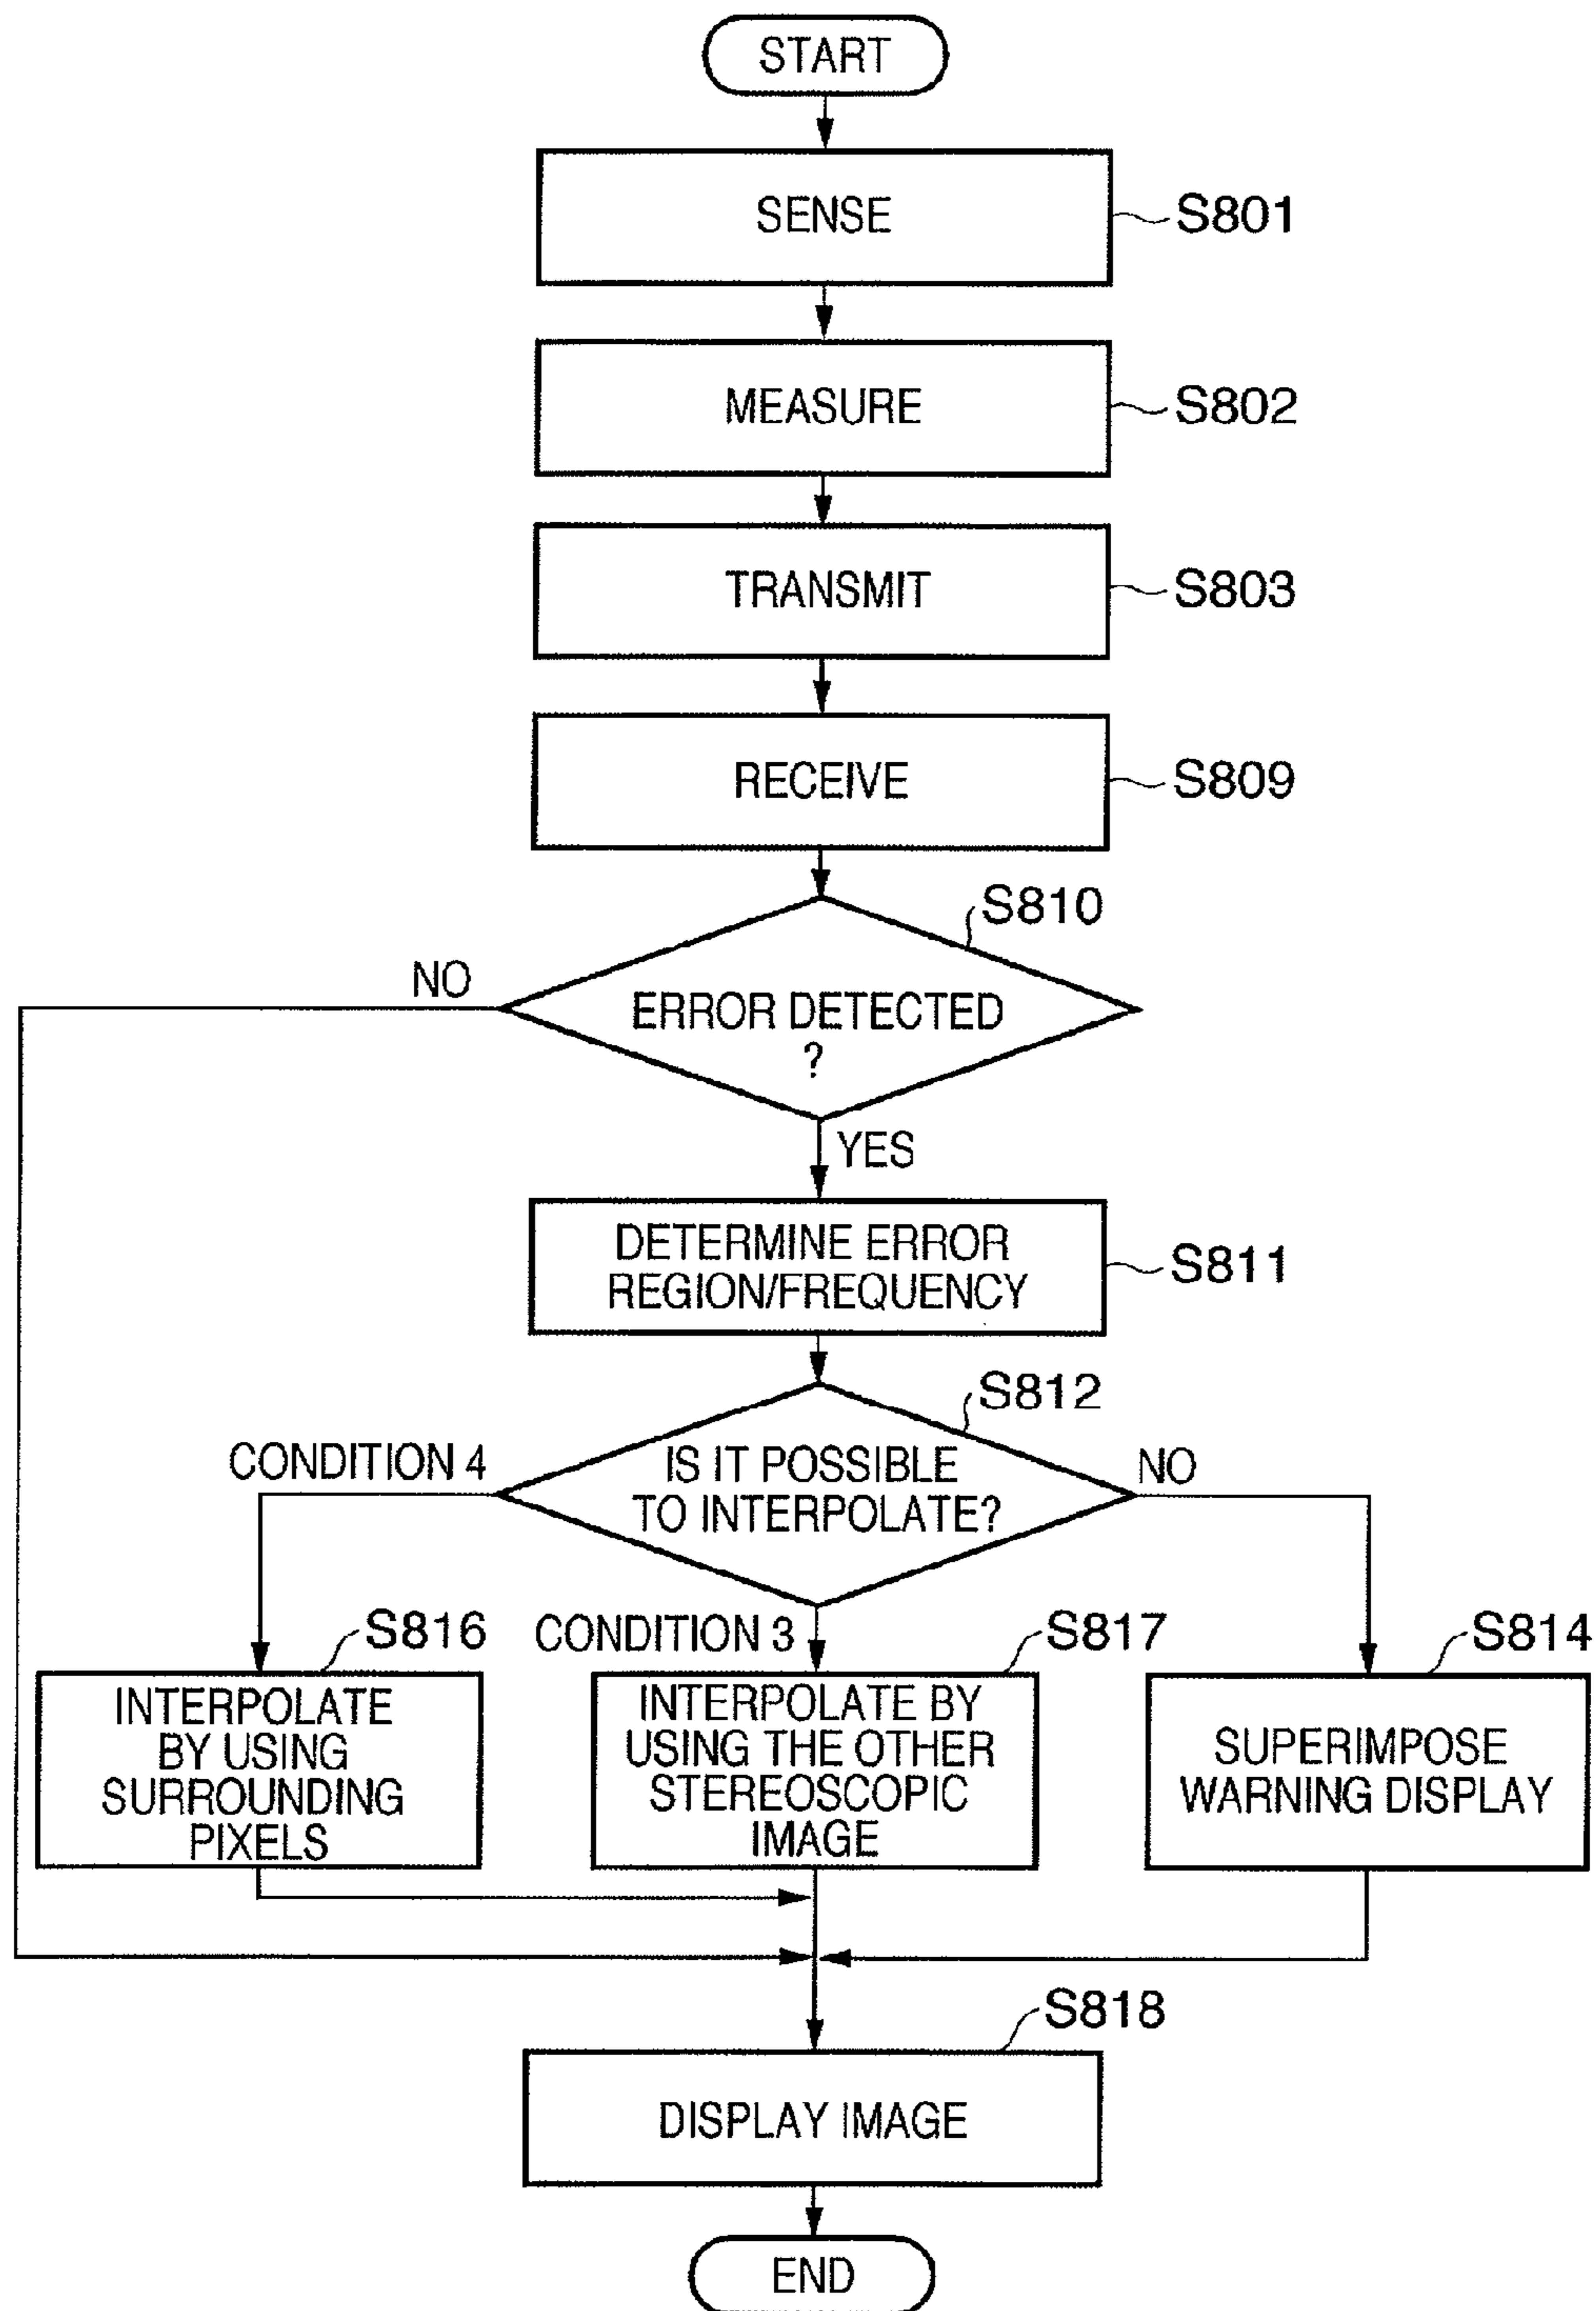 START
SENSE
S801
MEASURE
S802
TRANSMIT
S803
RECEIVE
S809
S810
NO
ERROR DETECTED
?
YES
DETERMINE ERROR
REGION/FREQUENCY
S811
S812
CONDITION 4
IS IT POSSIBLE
TO INTERPOLATE?
NO
S816
CONDITION 3
S817
S814
INTERPOLATE
BY USING
SURROUNDING
PIXELS
INTERPOLATE BY
USING THE OTHER
STEREOSCOPIC
IMAGE
SUPERIMPOSE
WARNING DISPLAY
S818
DISPLAY IMAGE
END